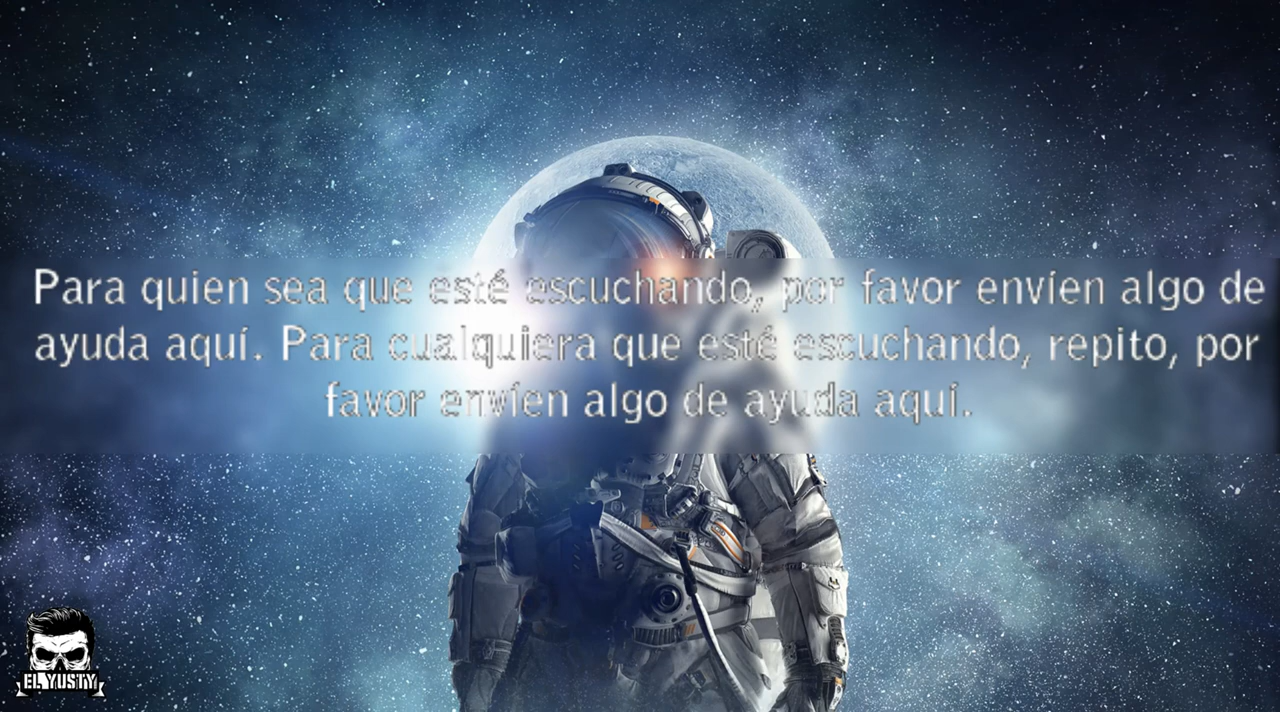 Para quien sea que esté escuchando, por favor envíen algo de
ayuda aquí. Para cualquiera que esté escuchando, repito, por
favor envíen algo de ayuda aquí.
EL YUSTY